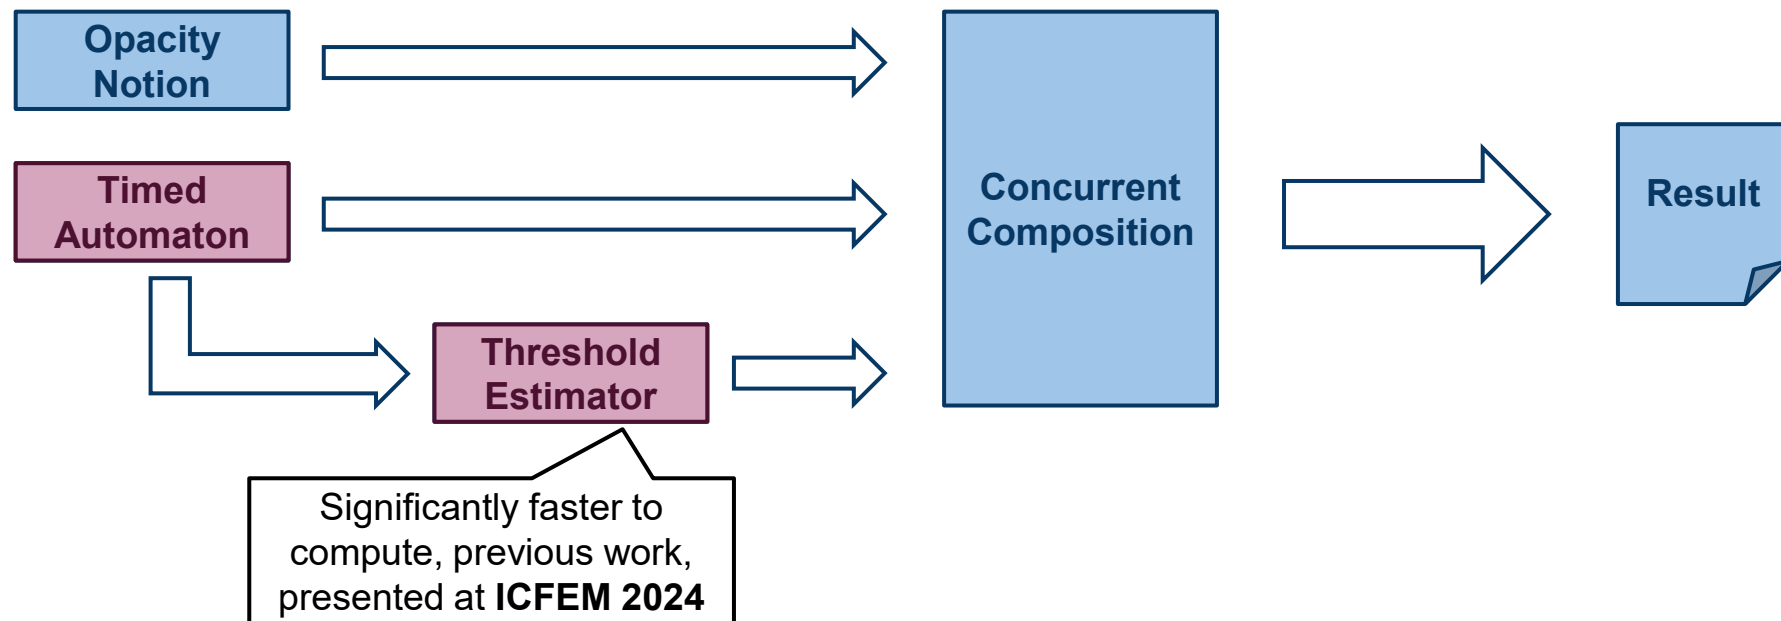 Opacity
Notion
Timed
Automaton
Threshold
Estimator
Significantly faster to
compute, previous work,
presented at ICFEM 2024
Concurrent
Composition
Result